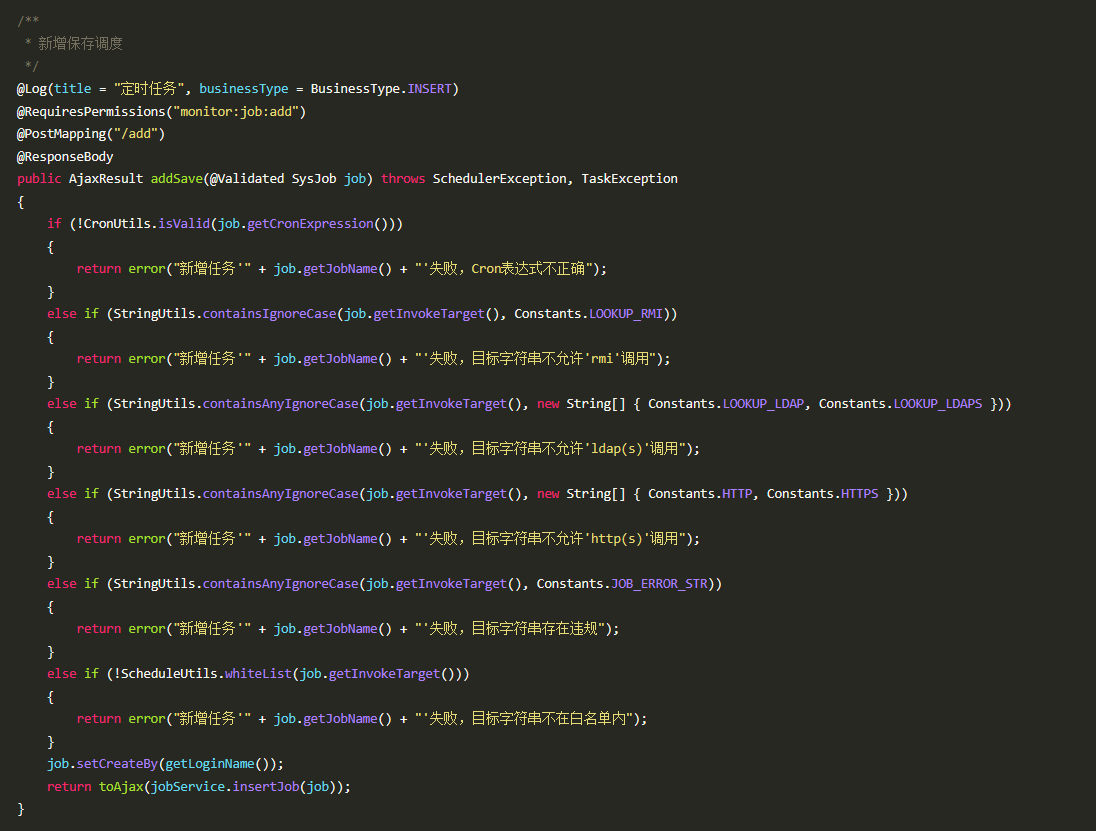 /**
 * 新增保存调度
 */
@Log(title = "定时任务", businessType = BusinessType.INSERT)
@RequiresPermissions("monitor:job:add")
@PostMapping("/add")
@ResponseBody
public AjaxResult addSave(@Validated SysJob job) throws SchedulerException, TaskException
{
    if (!CronUtils.isValid(job.getCronExpression()))
    {
        return error("新增任务'" + job.getJobName() + "'失败，Cron表达式不正确");
    }
    else if (StringUtils.containsIgnoreCase(job.getInvokeTarget(), Constants.LOOKUP_RMI))
    {
        return error("新增任务'" + job.getJobName() + "'失败，目标字符串不允许'rmi'调用");
    }
    else if (StringUtils.containsAnyIgnoreCase(job.getInvokeTarget(), new String[] { Constants.LOOKUP_LDAP, Constants.LOOKUP_LDAPS }))
    {
        return error("新增任务'" + job.getJobName() + "'失败，目标字符串不允许'ldap(s)'调用");
    }
    else if (StringUtils.containsAnyIgnoreCase(job.getInvokeTarget(), new String[] { Constants.HTTP, Constants.HTTPS }))
    {
        return error("新增任务'" + job.getJobName() + "'失败，目标字符串不允许'http(s)'调用");
    }
    else if (StringUtils.containsAnyIgnoreCase(job.getInvokeTarget(), Constants.JOB_ERROR_STR))
    {
        return error("新增任务'" + job.getJobName() + "'失败，目标字符串存在违规");
    }
    else if (!ScheduleUtils.whiteList(job.getInvokeTarget()))
    {
        return error("新增任务'" + job.getJobName() + "'失败，目标字符串不在白名单内");
    }
    job.setCreateBy(getLoginName());
    return toAjax(jobService.insertJob(job));
}